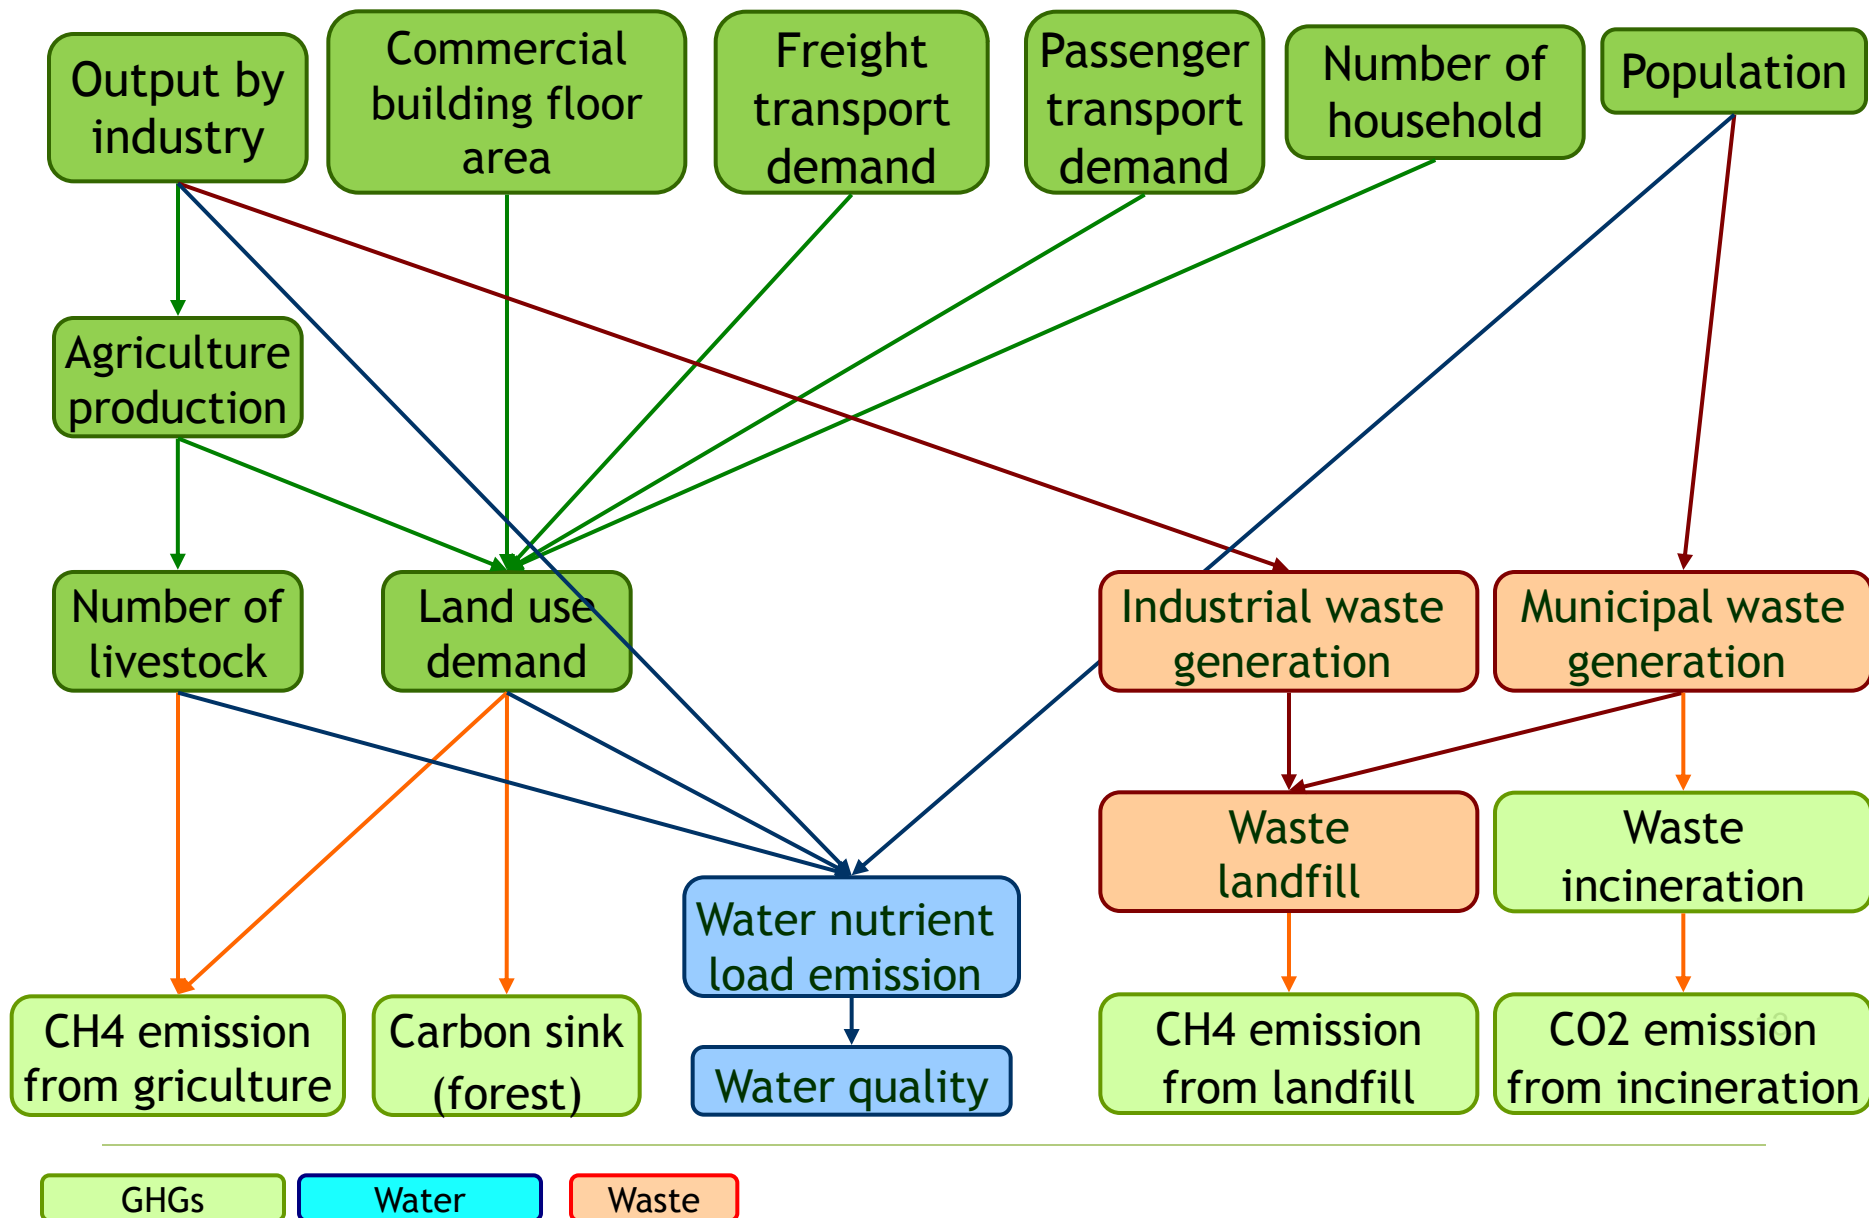 Output by
industry
Commercial
building floor
area
Freight
transport
demand
Passenger
transport
demand
Number of
household
Population
Agriculture
production
Number of
livestock
Land use
demand
Industrial waste
generation
Municipal waste
generation
Waste
landfill
Waste
incineration
Water nutrient
load emission
CH4 emission
from griculture
Carbon sink
(forest)
Water quality
CH4 emission
from landfill
CO2 emission
from incineration
3
GHGs
Water
Waste